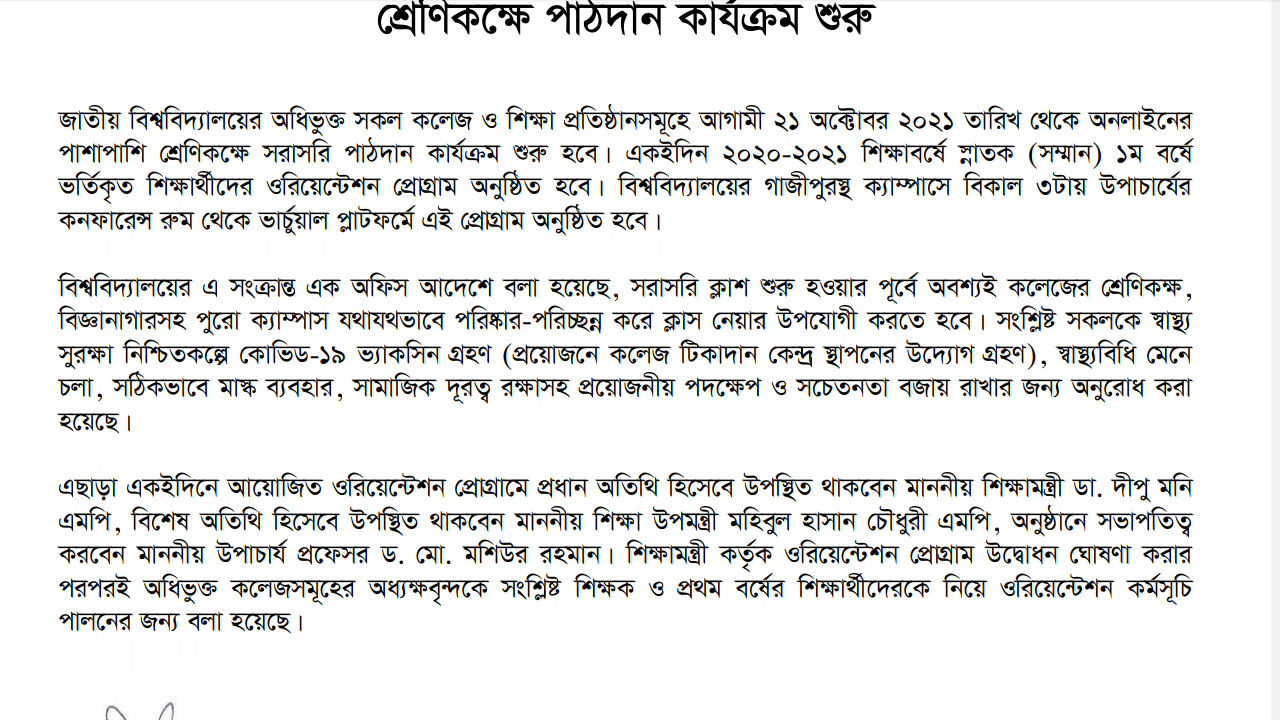 শ্রেণিকক্ষে পাঠদান কার্যক্রম শুরু
জাতীয় বিশ্ববিদ্যালয়ের অধিভুক্ত সকল কলেজ ও শিক্ষা প্রতিষ্ঠানসমূহে আগামী ২১ অক্টোবর ২০২১ তারিখ থেকে অনলাইনের
পাশাপাশি শ্রেণিকক্ষে সরাসরি পাঠদান কার্যক্রম শুরু হবে। একইদিন ২০২০-২০২১ শিক্ষাবর্ষে স্নাতক (সম্মান) ১ম বর্ষে
ভর্তিকৃত শিক্ষার্থীদের ওরিয়েন্টেশন প্রোগ্রাম অনুষ্ঠিত হবে। বিশ্ববিদ্যালয়ের গাজীপুরস্থ ক্যাম্পাসে বিকাল ৩টায় উপাচার্যের
কনফারেন্স রুম থেকে ভার্চুয়াল প্লাটফর্মে এই প্রোগ্রাম অনুষ্ঠিত হবে।
বিশ্ববিদ্যালয়ের এ সংক্রান্ত এক অফিস আদেশে বলা হয়েছে, সরাসরি ক্লাশ শুরু হওয়ার পূর্বে অবশ্যই কলেজের শ্রেণিকক্ষ,
বিজ্ঞানাগারসহ পুরো ক্যাম্পাস যথাযথভাবে পরিষ্কার-পরিচ্ছন্ন করে ক্লাস নেয়ার উপযোগী করতে হবে। সংশ্লিষ্ট সকলকে স্বাস্থ্য
সুরক্ষা নিশ্চিতকল্পে কোভিড-১৯ ভ্যাকসিন গ্রহণ (প্রয়োজনে কলেজ টিকাদান কেন্দ্র স্থাপনের উদ্যোগ গ্রহণ), স্বাস্থ্যবিধি মেনে
চলা, সঠিকভাবে মাস্ক ব্যবহার, সামাজিক দূরত্ব রক্ষাসহ প্রয়োজনীয় পদক্ষেপ ও সচেতনতা বজায় রাখার জন্য অনুরোধ করা
হয়েছে।
এছাড়া একইদিনে আয়োজিত ওরিয়েন্টেশন প্রোগ্রামে প্রধান অতিথি হিসেবে উপস্থিত থাকবেন মাননীয় শিক্ষামন্ত্রী ডা. দীপু মনি
এমপি, বিশেষ অতিথি হিসেবে উপস্থিত থাকবেন মাননীয় শিক্ষা উপমন্ত্রী মহিবুল হাসান চৌধুরী এমপি, অনুষ্ঠানে সভাপতিত্ব
করবেন মাননীয় উপাচার্য প্রফেসর ড. মো. মশিউর রহমান। শিক্ষামন্ত্রী কর্তৃক ওরিয়েন্টেশন প্রোগ্রাম উদ্বোধন ঘোষণা করার
পরপরই অধিভুক্ত কলেজসমূহের অধ্যক্ষবৃন্দকে সংশ্লিষ্ট শিক্ষক ও প্রথম বর্ষের শিক্ষার্থীদেরকে নিয়ে ওরিয়েন্টেশন কর্মসূচি
পালনের জন্য বলা হয়েছে।